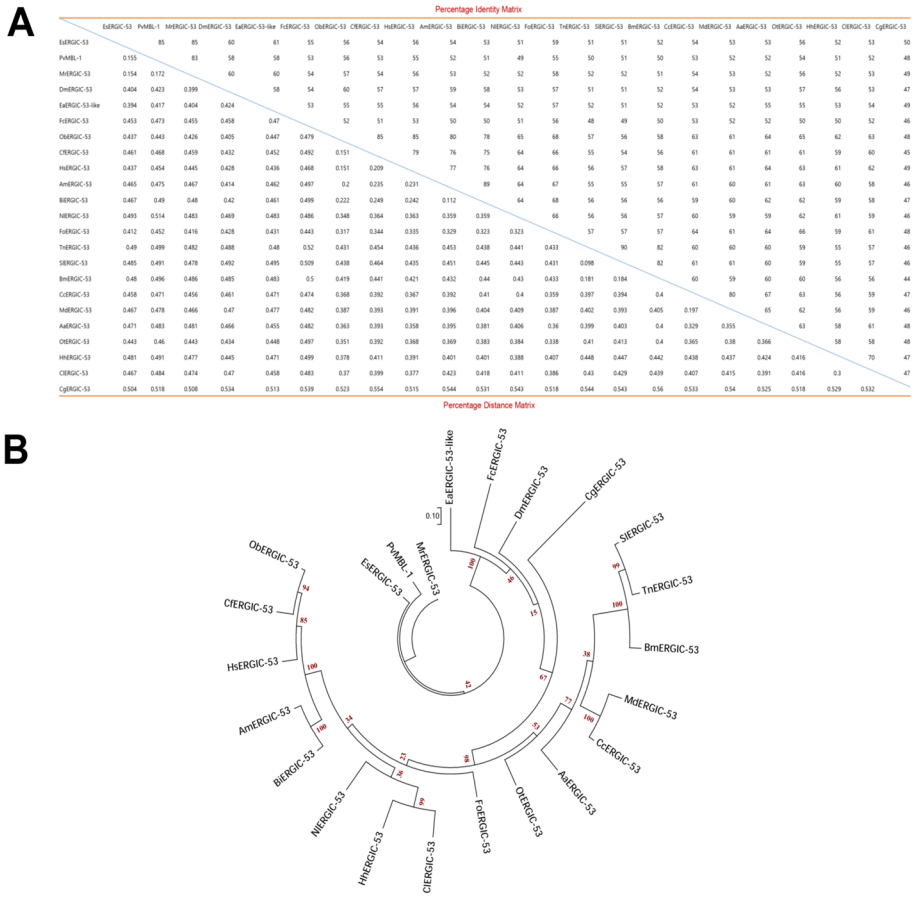 A
Percentage Identity Matrix
EsERGIC-53 PvMBL-1 MrERGIC-53 DmERGIC-53 EaERGIC-53-like FcERGIC-53 ObERGIC-53 CfERGIC-53 HsERGIC-53 AmERGIC-53 BiERGIC-53 NlERGIC-53 FoERGIC-53 TnERGIC-53 SlERGIC-53 BmERGIC-53 CcERGIC-53 MdERGIC-53 AaERGIC-53 OtERGIC-53 HhERGIC-53 ClERGIC-53 CgERGIC-53
EsERGIC-53 85 85 60 61 55 56 54 56 54 53 51 59 51 51 52 54 53 53 56 52 53 50
PvMBL-1 0.155 83 58 58 53 56 53 55 52 51 49 55 50 51 50 53 52 52 54 51 52 48
MrERGIC-53 0.154 0.172 60 60 54 57 54 56 53 52 52 58 52 52 51 54 53 52 56 52 53 49
DmERGIC-53 0.404 0.423 0.399 58 54 60 57 57 59 58 53 57 51 51 52 54 53 53 57 56 53 47
EaERGIC-53-like 0.394 0.417 0.404 0.424 53 55 55 56 54 54 52 57 52 51 52 53 52 55 55 53 54 49
FcERGIC-53 0.453 0.473 0.455 0.458 0.47 52 51 53 50 50 51 56 48 49 50 53 52 52 50 50 52 46
ObERGIC-53 0.437 0.443 0.426 0.405 0.447 0.479 85 85 80 78 65 68 57 56 58 63 61 64 65 62 63 48
CfERGIC-53 0.461 0.468 0.459 0.432 0.452 0.492 0.151 79 76 75 64 66 55 54 56 61 61 61 61 59 60 45
HsERGIC-53 0.437 0.454 0.445 0.428 0.436 0.468 0.151 0.209 77 76 64 66 56 57 58 63 61 64 63 61 62 49
AmERGIC-53 0.465 0.475 0.467 0.414 0.462 0.497 0.2 0.235 0.231 89 64 67 55 55 57 61 60 61 63 60 58 46
BiERGIC-53 0.467 0.49 0.48 0.42 0.461 0.499 0.222 0.249 0.242 0.112 64 68 56 56 56 59 60 62 62 59 58 47
NlERGIC-53 0.493 0.514 0.483 0.469 0.483 0.486 0.348 0.364 0.363 0.359 0.359 66 56 56 57 60 59 59 62 61 59 46
FoERGIC-53 0.412 0.452 0.416 0.428 0.431 0.443 0.317 0.344 0.335 0.329 0.323 0.323 57 57 57 64 61 64 66 59 61 48
TnERGIC-53 0.49 0.499 0.482 0.488 0.48 0.52 0.431 0.454 0.436 0.453 0.438 0.441 0.433 90 82 60 60 60 59 55 57 46
SlERGIC-53 0.485 0.491 0.478 0.492 0.495 0.509 0.438 0.464 0.435 0.451 0.445 0.443 0.431 0.098 82 61 61 60 59 55 57 46
BmERGIC-53 0.48 0.496 0.486 0.485 0.483 0.5 0.419 0.441 0.421 0.432 0.44 0.43 0.431 0.181 0.184 60 59 60 60 56 56 44
CcERGIC-53 0.458 0.471 0.456 0.461 0.471 0.474 0.368 0.392 0.367 0.392 0.41 0.4 0.359 0.397 0.394 0.4 80 67 63 56 59 47
MdERGIC-53 0.467 0.478 0.466 0.47 0.477 0.482 0.387 0.393 0.391 0.396 0.404 0.409 0.387 0.402 0.393 0.405 0.197 65 62 56 59 46
AaERGIC-53 0.471 0.483 0.481 0.466 0.455 0.482 0.363 0.393 0.358 0.395 0.381 0.406 0.36 0.399 0.403 0.4 0.329 0.355 63 58 61 48
OtERGIC-53 0.443 0.46 0.443 0.434 0.448 0.497 0.351 0.392 0.368 0.369 0.383 0.384 0.338 0.41 0.413 0.4 0.365 0.38 0.366 58 58 48
HhERGIC-53 0.481 0.491 0.477 0.445 0.471 0.499 0.378 0.411 0.391 0.401 0.401 0.388 0.407 0.448 0.447 0.442 0.438 0.437 0.424 0.416 70 47
ClERGIC-53 0.467 0.484 0.474 0.47 0.458 0.483 0.37 0.399 0.377 0.423 0.418 0.411 0.386 0.43 0.429 0.439 0.407 0.415 0.391 0.416 0.3 47
CgERGIC-53 0.504 0.518 0.508 0.534 0.513 0.539 0.523 0.554 0.515 0.544 0.531 0.543 0.518 0.544 0.543 0.56 0.533 0.54 0.525 0.518 0.529 0.532
Percentage Distance Matrix
B
EaERGIC-53-like
FcERGIC-53
DmERGIC-53
CgERGIC-53
0.10
SlERGIC-53
TnERGIC-53
BmERGIC-53
MdERGIC-53
CcERGIC-53
AaERGIC-53
OtERGIC-53
FoERGIC-53
ClERGIC-53
HhERGIC-53
NlERGIC-53
BiERGIC-53
AmERGIC-53
HsERGIC-53
CfERGIC-53
ObERGIC-53
EsERGIC-53
PvMBL-1
MrERGIC-53
100
46
15
67
99
100
38
100
77
53
98
23
36
99
34
100
100
85
94
42